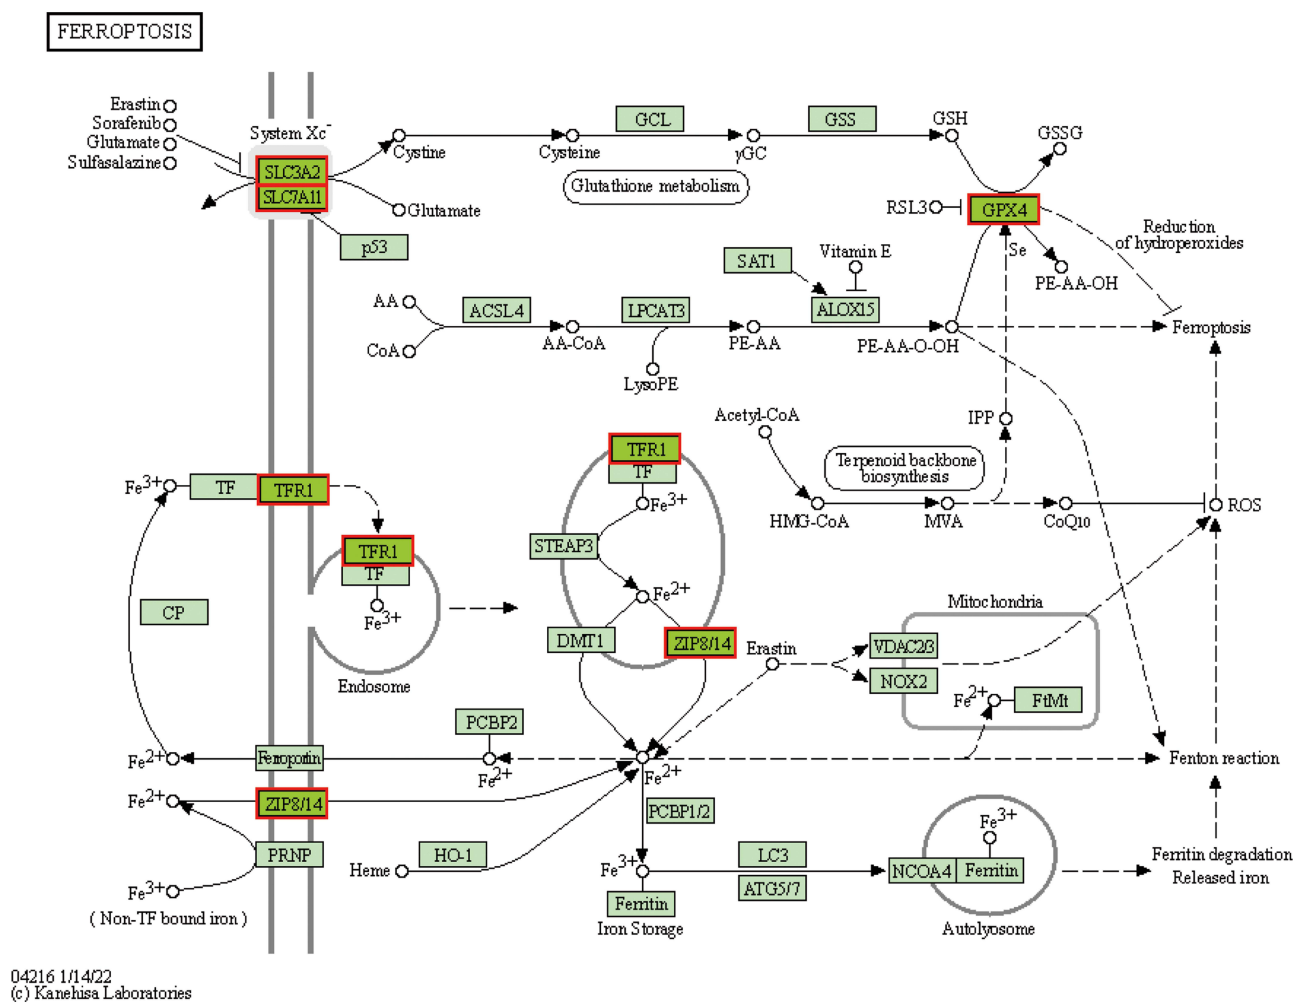 FERROPTOSIS
Erastin
Sorafenib
Glutamate
Sulfasalazine
System Xc-
SLC3A2
SLC7A11
p53
Cystine
Glutamate
Cysteine
GCL
γGC
GSS
GSH
GSSG
Glutathione metabolism
RSL3
GPX4
Se
PE-AA-OH
Reduction
of hydroperoxides
SAT1
Vitamin E
AA
CoA
ACSL4
AA-CoA
LPCAT3
LysoPE
PE-AA
ALOX15
PE-AA-O-OH
Ferroptosis
Acetyl-CoA
IPP
Terpenoid backbone
biosynthesis
HMG-CoA
MVA
CoQ10
ROS
Fe3+
TF
TFR1
TFR1
TF
Fe3+
Endosome
CP
TFR1
TF
Fe3+
STEAP3
Fe2+
DMT1
ZIP8/14
Erastin
Mitochondria
VDAC2/3
NOX2
Fe2+
FtMt
PCBP2
Fe2+
Ferroportin
Fe2+
Fe2+
Fenton reaction
Fe2+
ZIP8/14
PCBP1/2
PRNP
Fe3+
( Non-TF bound iron )
Heme
HO-1
Fe3+
Ferritin
Iron Storage
LC3
ATG5/7
Fe3+
NCOA4
Ferritin
Autolyosome
Ferritin degradation
Released iron
04216 1/14/22
(c) Kanehisa Laboratories